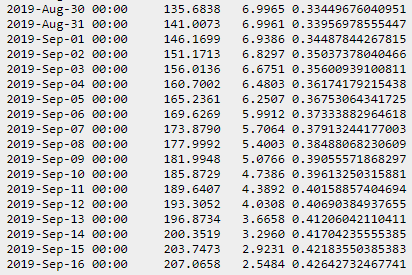 2019-Aug-30 00:00 135.6838 6.9965 0.33449676040951
2019-Aug-31 00:00 141.0073 6.9961 0.33956978555447
2019-Sep-01 00:00 146.1699 6.9386 0.34487844267815
2019-Sep-02 00:00 151.1713 6.8297 0.35037378040466
2019-Sep-03 00:00 156.0136 6.6751 0.35600939100811
2019-Sep-04 00:00 160.7002 6.4803 0.36174179215438
2019-Sep-05 00:00 165.2361 6.2507 0.36753064341725
2019-Sep-06 00:00 169.6269 5.9912 0.37333882964618
2019-Sep-07 00:00 173.8790 5.7064 0.37913244177003
2019-Sep-08 00:00 177.9992 5.4003 0.38488068230609
2019-Sep-09 00:00 181.9948 5.0766 0.39055571868297
2019-Sep-10 00:00 185.8729 4.7386 0.39613250315881
2019-Sep-11 00:00 189.6407 4.3892 0.40158857404694
2019-Sep-12 00:00 193.3052 4.0308 0.40690384937655
2019-Sep-13 00:00 196.8734 3.6658 0.41206042110411
2019-Sep-14 00:00 200.3519 3.2960 0.41704235555385
2019-Sep-15 00:00 203.7473 2.9231 0.42183550385383
2019-Sep-16 00:00 207.0658 2.5484 0.42642732467741